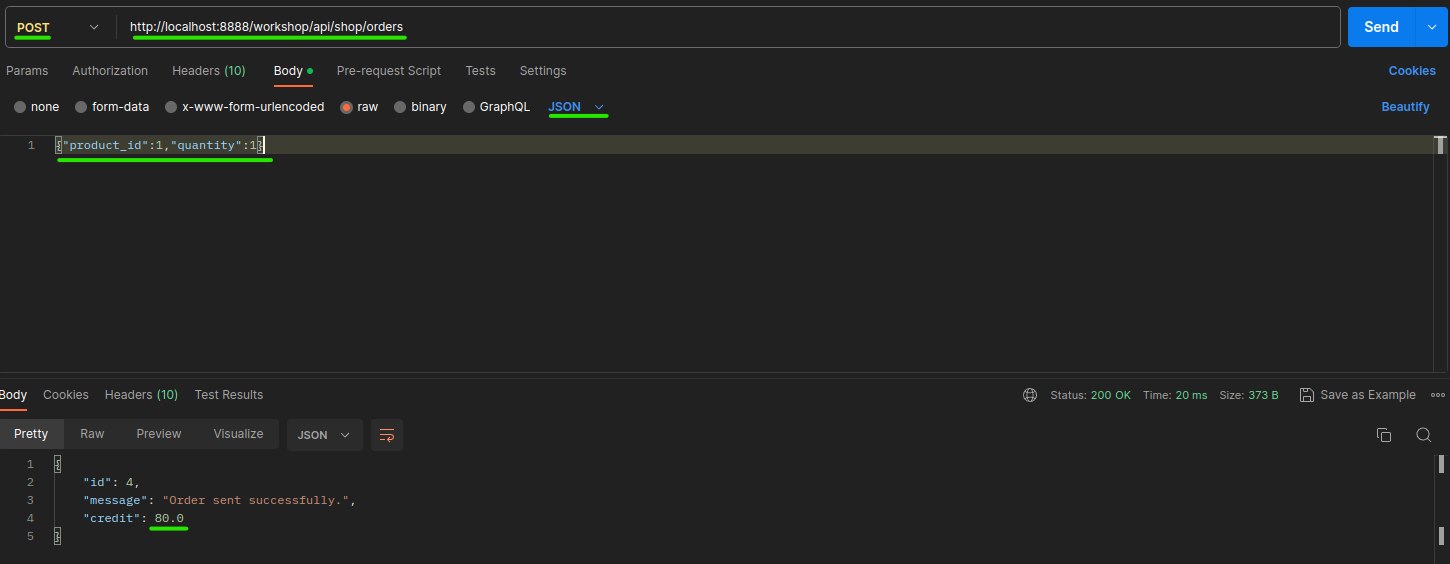 POST http://localhost:8888/workshop/api/shop/orders Send
Params Authorization Headers (10) Body Pre-request Script Tests Settings Cookies
none form-data x-www-form-urlencoded raw binary GraphQL JSON Beautify
1 {"product_id":1,"quantity":1}
Body Cookies Headers (10) Test Results Status: 200 OK Time: 20 ms Size: 373 B Save as Example
Pretty Raw Preview Visualize JSON
1 {
2 "id": 4,
3 "message": "Order sent successfully.",
4 "credit": 80.0
5 }